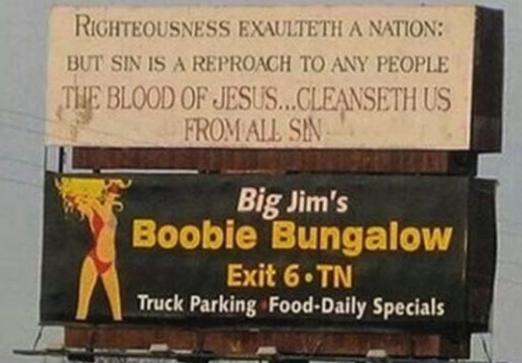 RIGHTEOUSNESS EXAULTETH A NATION:
BUT SIN IS A REPROACH TO ANY PEOPLE
THE BLOOD OF JESUS...CLEANSETH US
FROM ALL SIN
Big Jim's
Boobie Bungalow
Exit 6•TN
Truck Parking•Food-Daily Specials